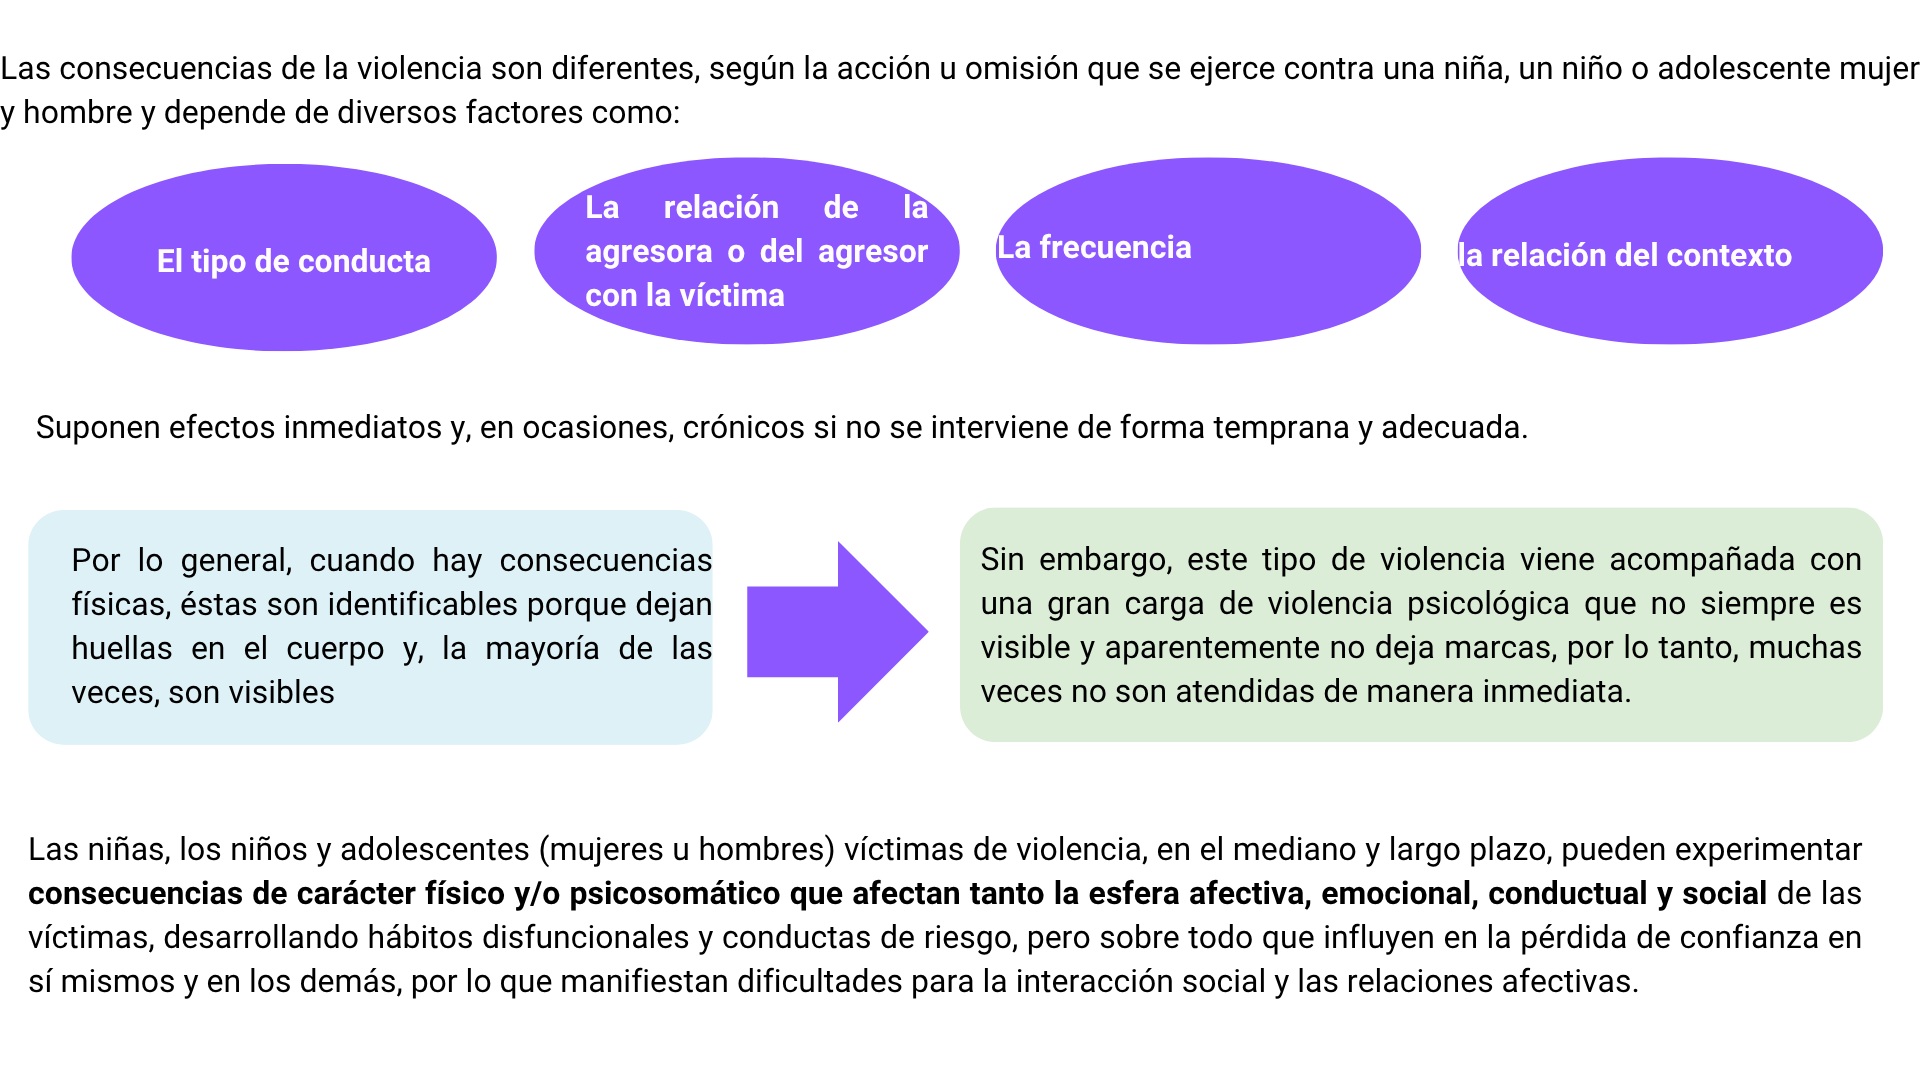 Las consecuencias de la violencia son diferentes, según la acción u omisión que se ejerce contra una niña, un niño o adolescente mujer
y hombre y depende de diversos factores como:
El tipo de conducta
La relación de la
agresora o del agresor
con la víctima
La frecuencia
la relación del contexto
Suponen efectos inmediatos y, en ocasiones, crónicos si no se interviene de forma temprana y adecuada.
Por lo general, cuando hay consecuencias
físicas, éstas son identificables porque dejan
huellas en el cuerpo y, la mayoría de las
veces, son visibles
Sin embargo, este tipo de violencia viene acompañada con
una gran carga de violencia psicológica que no siempre es
visible y aparentemente no deja marcas, por lo tanto, muchas
veces no son atendidas de manera inmediata.
Las niñas, los niños y adolescentes (mujeres u hombres) víctimas de violencia, en el mediano y largo plazo, pueden experimentar
consecuencias de carácter físico y/o psicosomático que afectan tanto la esfera afectiva, emocional, conductual y social de las
víctimas, desarrollando hábitos disfuncionales y conductas de riesgo, pero sobre todo que influyen en la pérdida de confianza en
sí mismos y en los demás, por lo que manifiestan dificultades para la interacción social y las relaciones afectivas.